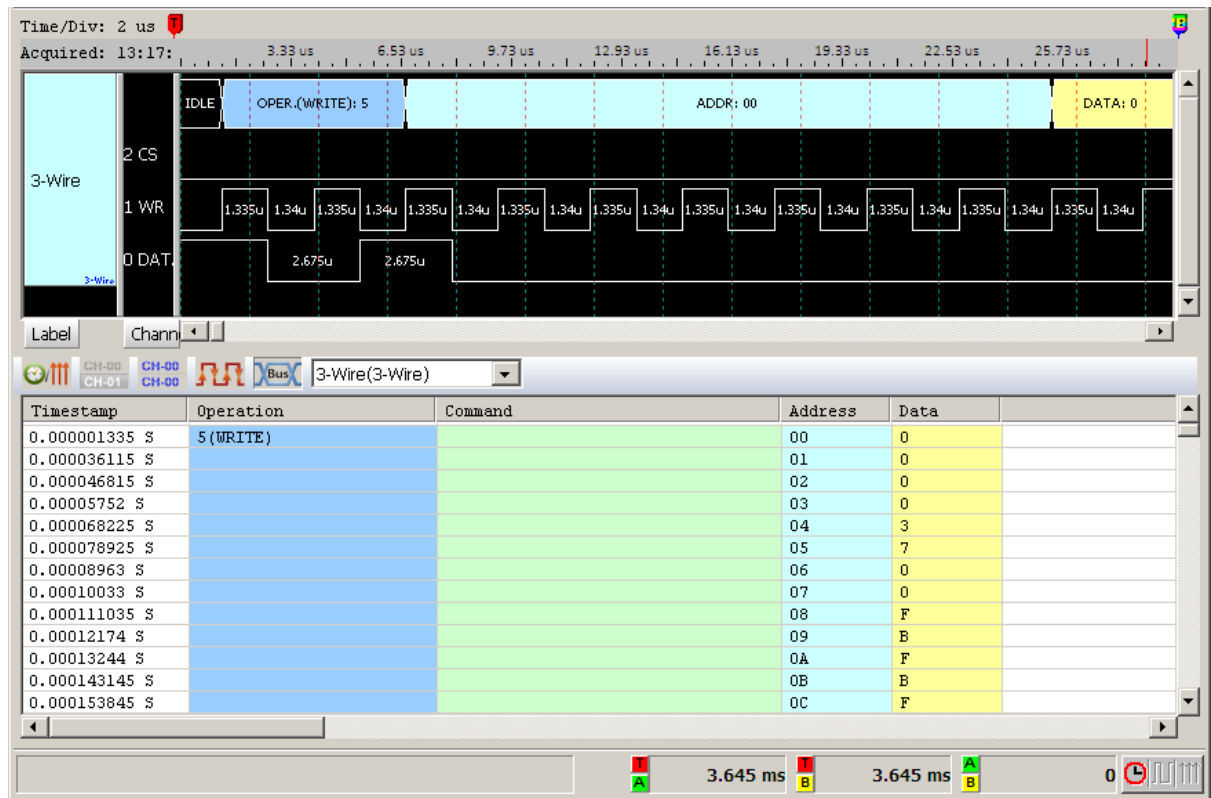 Time/Div: 2 us T B
Acquired: 13:17: 3.33 us 6.53 us 9.73 us 12.93 us 16.13 us 19.33 us 22.53 us 25.73 us
IDLE OPER.(WRITE): 5 ADDR: 00 DATA: 0
2 CS
3-Wire
1 WR 1.335u 1.34u 1.335u 1.34u 1.335u 1.34u 1.335u 1.34u 1.335u 1.34u 1.335u 1.34u 1.335u 1.34u 1.335u 1.34u 1.335u 1.34u 1.335u 1.34u
0 DAT. 2.675u 2.675u
3-Wire
Label Chann
CH-00 CH-00
CH-01 CH-00
Bus 3-Wire(3-Wire)
Timestamp Operation Command Address Data
0.000001335 S 5(WRITE) 00 0
0.000036115 S 01 0
0.000046815 S 02 0
0.00005752 S 03 0
0.000068225 S 04 3
0.000078925 S 05 7
0.00008963 S 06 0
0.00010033 S 07 0
0.000111035 S 08 F
0.00012174 S 09 B
0.00013244 S 0A F
0.000143145 S 0B B
0.000153845 S 0C F
T A 3.645 ms T B 3.645 ms A B 0